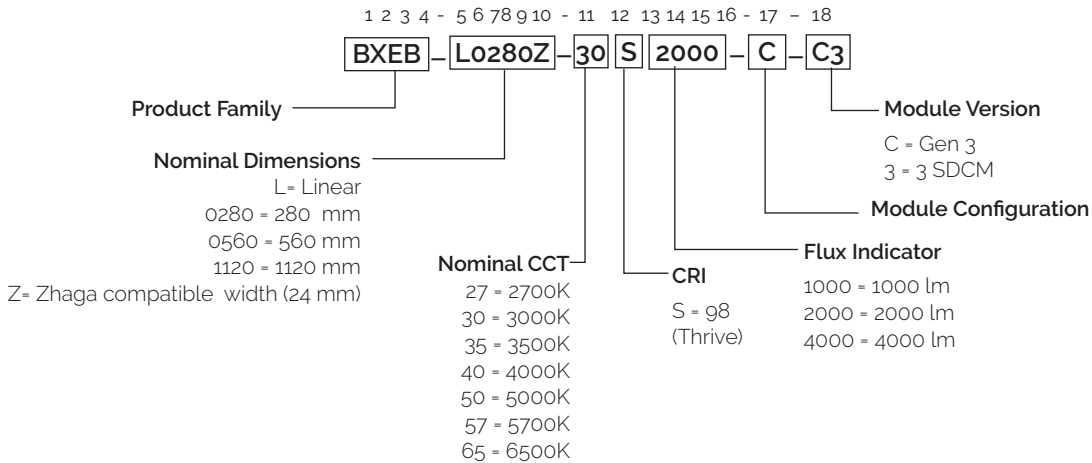 1 2 3 4 - 5 6 78 9 10 - 11 12 13 14 15 16- 17 – 18
BXEB – L0280Z – 30 S 2000 – C – C3
Product Family
Module Version
C = Gen 3
3 = 3 SDCM
Nominal Dimensions
L= Linear
0280 = 280 mm
0560 = 560 mm
1120 = 1120 mm
Z= Zhaga compatible width (24 mm)
Module Configuration
Nominal CCT
27 = 2700K
30 = 3000K
35 = 3500K
40 = 4000K
50 = 5000K
57 = 5700K
65 = 6500K
CRI
S = 98
(Thrive)
Flux Indicator
1000 = 1000 lm
2000 = 2000 lm
4000 = 4000 lm